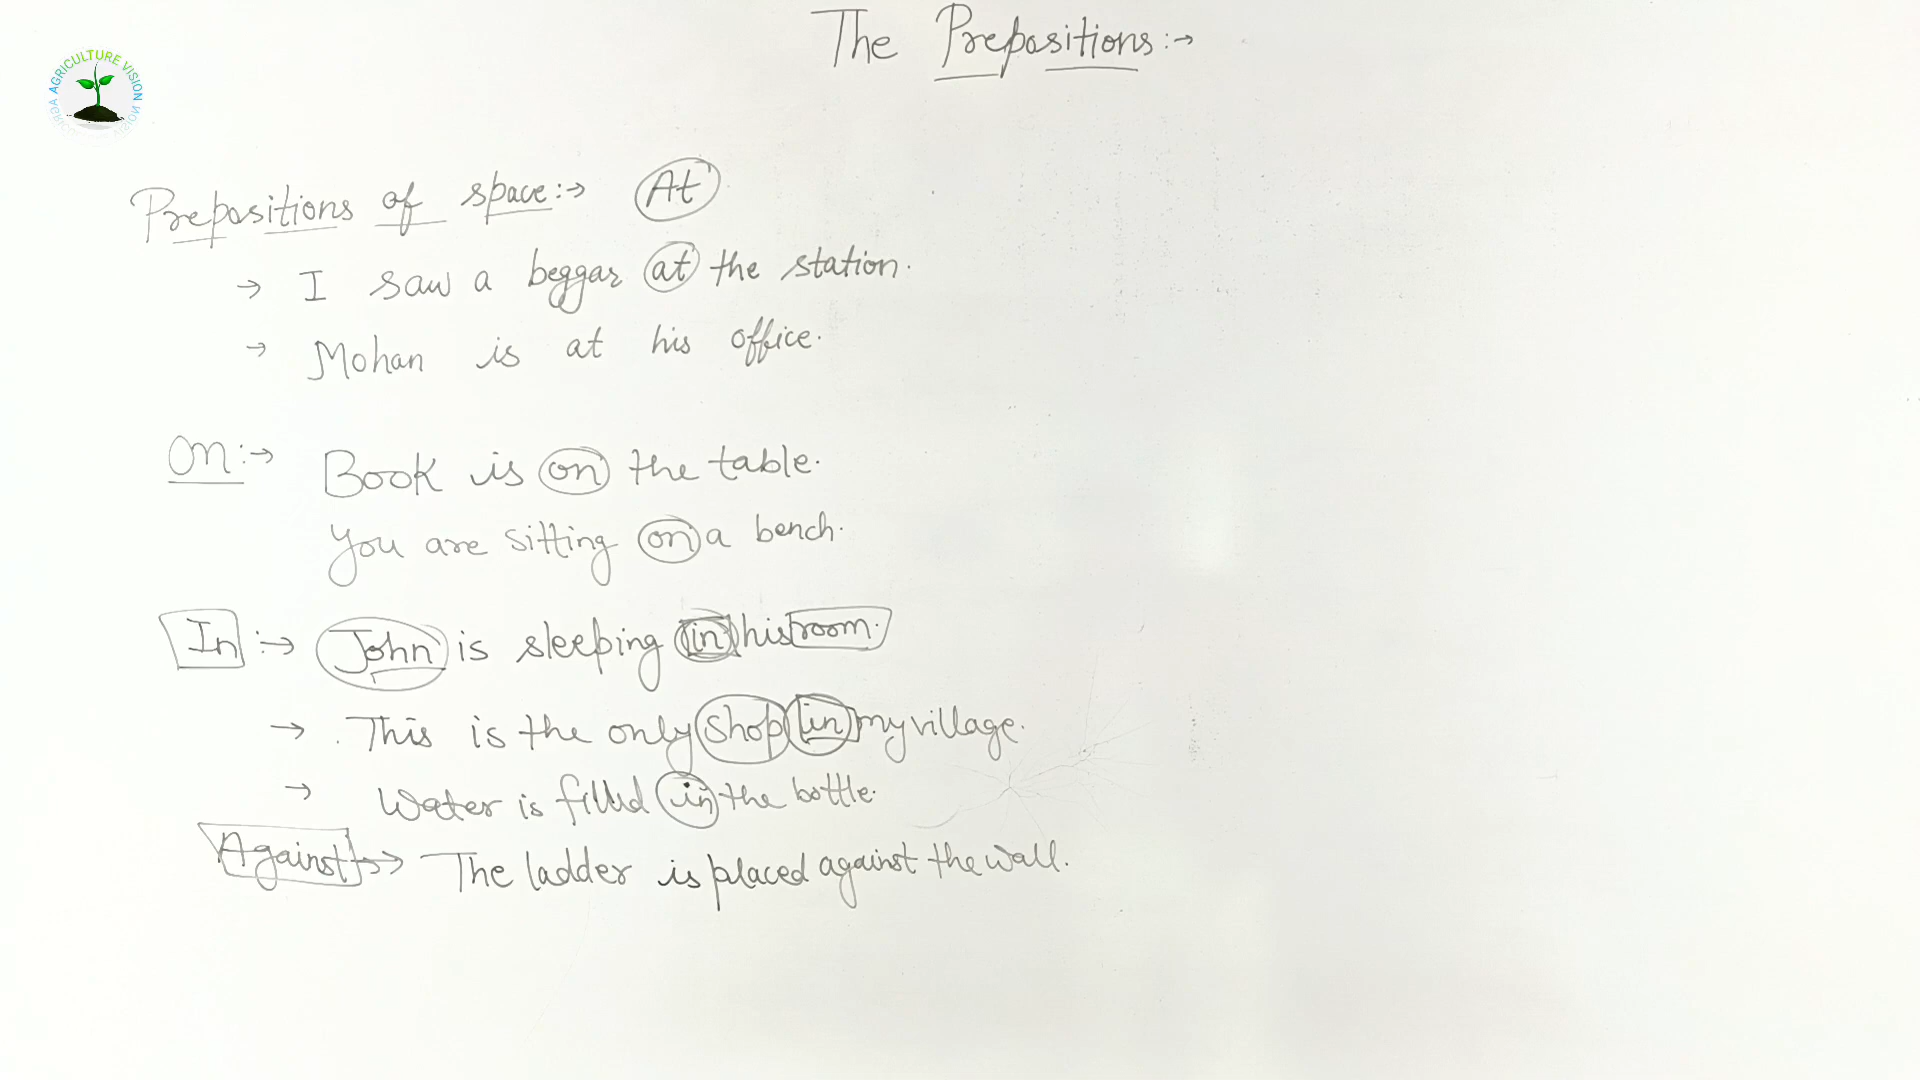 The Prepositions:→
AGRICULTURE VISION
Prepositions of space:→ At
→ I saw a beggar at the station.
→ Mohan is at his office.
On:→ Book is on the table.
You are sitting on a bench.
In:→ John is sleeping in his room.
→ This is the only shop in my village.
→ Water is filled in the bottle.
Against:→ The ladder is placed against the wall.